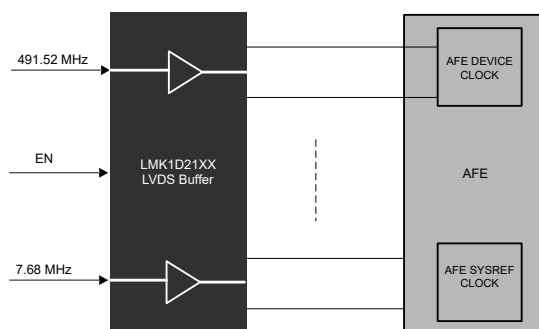 491.52 MHz
EN
7.68 MHz
LMK1D21XX
LVDS Buffer
AFE DEVICE
CLOCK
AFE
AFE SYSREF
CLOCK